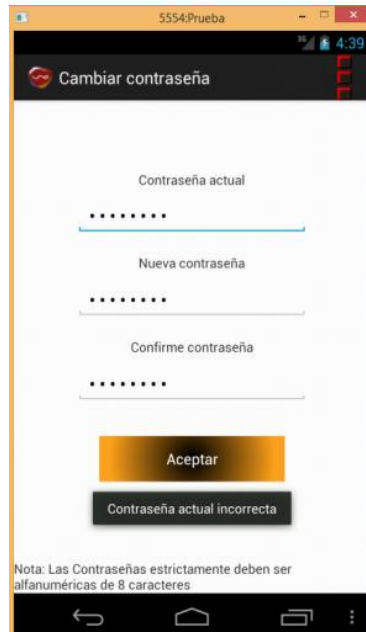 5554:Prueba
3G 4:39
Cambiar contraseña
Contraseña actual
••••••••
Nueva contraseña
••••••••
Confirme contraseña
••••••••
Aceptar
Contraseña actual incorrecta
Nota: Las Contraseñas estrictamente deben ser
alfanuméricas de 8 caracteres